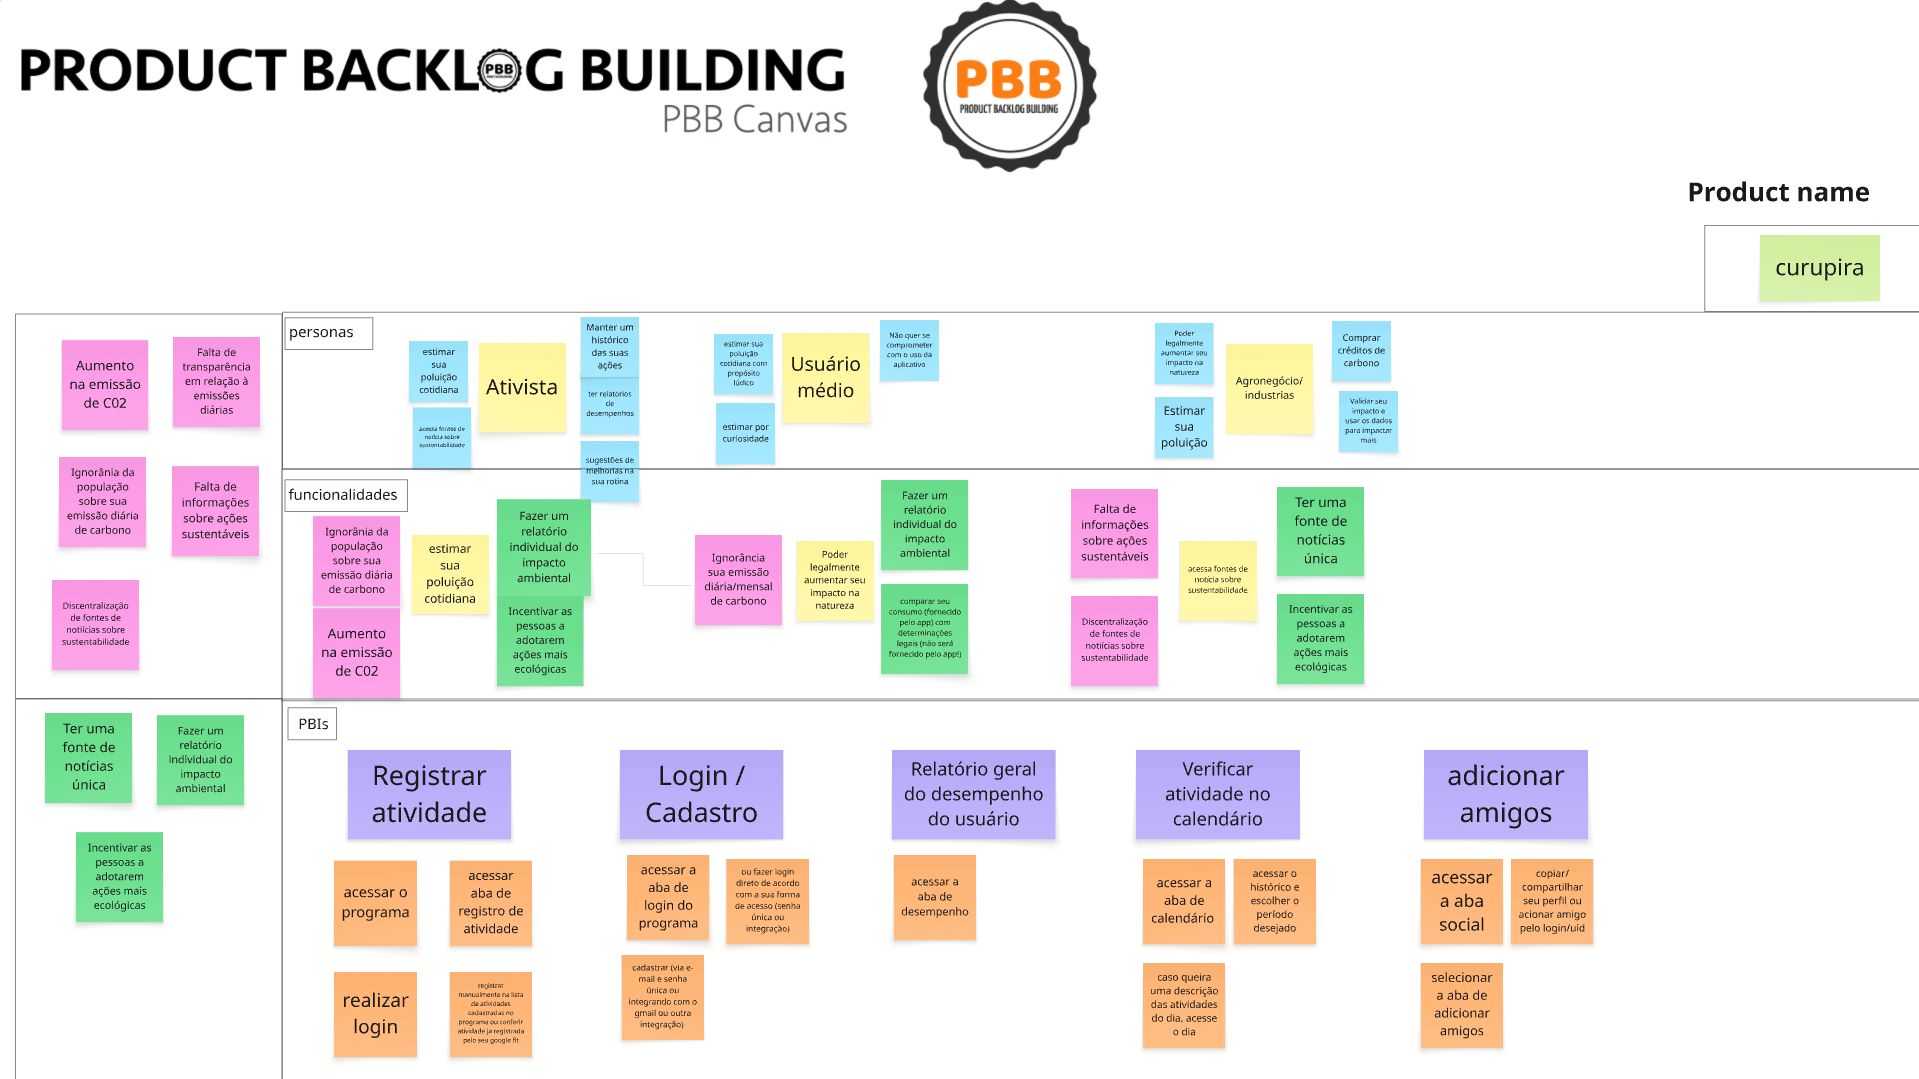 PRODUCT BACKLOG BUILDING
PBB
PBB Canvas
PBB
PRODUCT BACKLOG BUILDING
Product name
curupira
Aumento
na emissão
de C02
Falta de
transparência
em relação à
emissões
diárias
Ignorânia da
população
sobre sua
emissão diária
de carbono
Falta de
informações
sobre ações
sustentáveis
Discentralização
de fontes de
notiícias sobre
sustentabilidade
personas
estimar
sua
poluição
cotidiana
acessa fontes de
notícia sobre
sustentabilidade
Ativista
Manter um
histórico
das suas
ações
ter relatorios
de
desempenhos
sugestões de
melhorias na
sua rotina
estimar sua
poluição
cotidiana com
propósito
lúdico
estimar por
curiosidade
Usuário
médio
Não quer se
comprometer
com o uso da
aplicativo
Poder
legalmente
aumentar seu
impacto na
natureza
Estimar
sua
poluição
Agronegócio/
industrias
Comprar
créditos de
carbono
Validar seu
impacto e
usar os dados
para impactar
mais
funcionalidades
Ignorânia da
população
sobre sua
emissão diária
de carbono
Aumento
na emissão
de C02
estimar
sua
poluição
cotidiana
Fazer um
relatório
individual do
impacto
ambiental
Incentivar as
pessoas a
adotarem
ações mais
ecológicas
Ignorância
sua emissão
diária/mensal
de carbono
Poder
legalmente
aumentar seu
impacto na
natureza
Fazer um
relatório
individual do
impacto
ambiental
comparar seu
consumo (fornecido
pelo app) com
determinações
legais (não será
fornecido pelo app!)
Falta de
informações
sobre ações
sustentáveis
Discentralização
de fontes de
notiícias sobre
sustentabilidade
acessa fontes de
notícia sobre
sustentabilidade
Ter uma
fonte de
notícias
única
Incentivar as
pessoas a
adotarem
ações mais
ecológicas
Ter uma
fonte de
notícias
única
Fazer um
relatório
individual do
impacto
ambiental
Incentivar as
pessoas a
adotarem
ações mais
ecológicas
PBIs
Registrar
atividade
acessar o
programa
acessar
aba de
registro de
atividade
realizar
login
registrar
manualmente na lista
de atividades
cadastradas no
programa ou conferir
atividade já registrada
pelo seu google fit
Login /
Cadastro
acessar a
aba de
login do
programa
ou fazer login
direto de acordo
com a sua forma
de acesso (senha
única ou
integração)
cadastrar (via e-
mail e senha
única ou
integrando com o
gmail ou outra
integração)
Relatório geral
do desempenho
do usuário
acessar a
aba de
desempenho
Verificar
atividade no
calendário
acessar a
aba de
calendário
acessar o
histórico e
escolher o
período
desejado
caso queira
uma descrição
das atividades
do dia, acesse
o dia
adicionar
amigos
acessar
a aba
social
copiar/
compartilhar
seu perfil ou
acionar amigo
pelo login/uid
selecionar
a aba de
adicionar
amigos